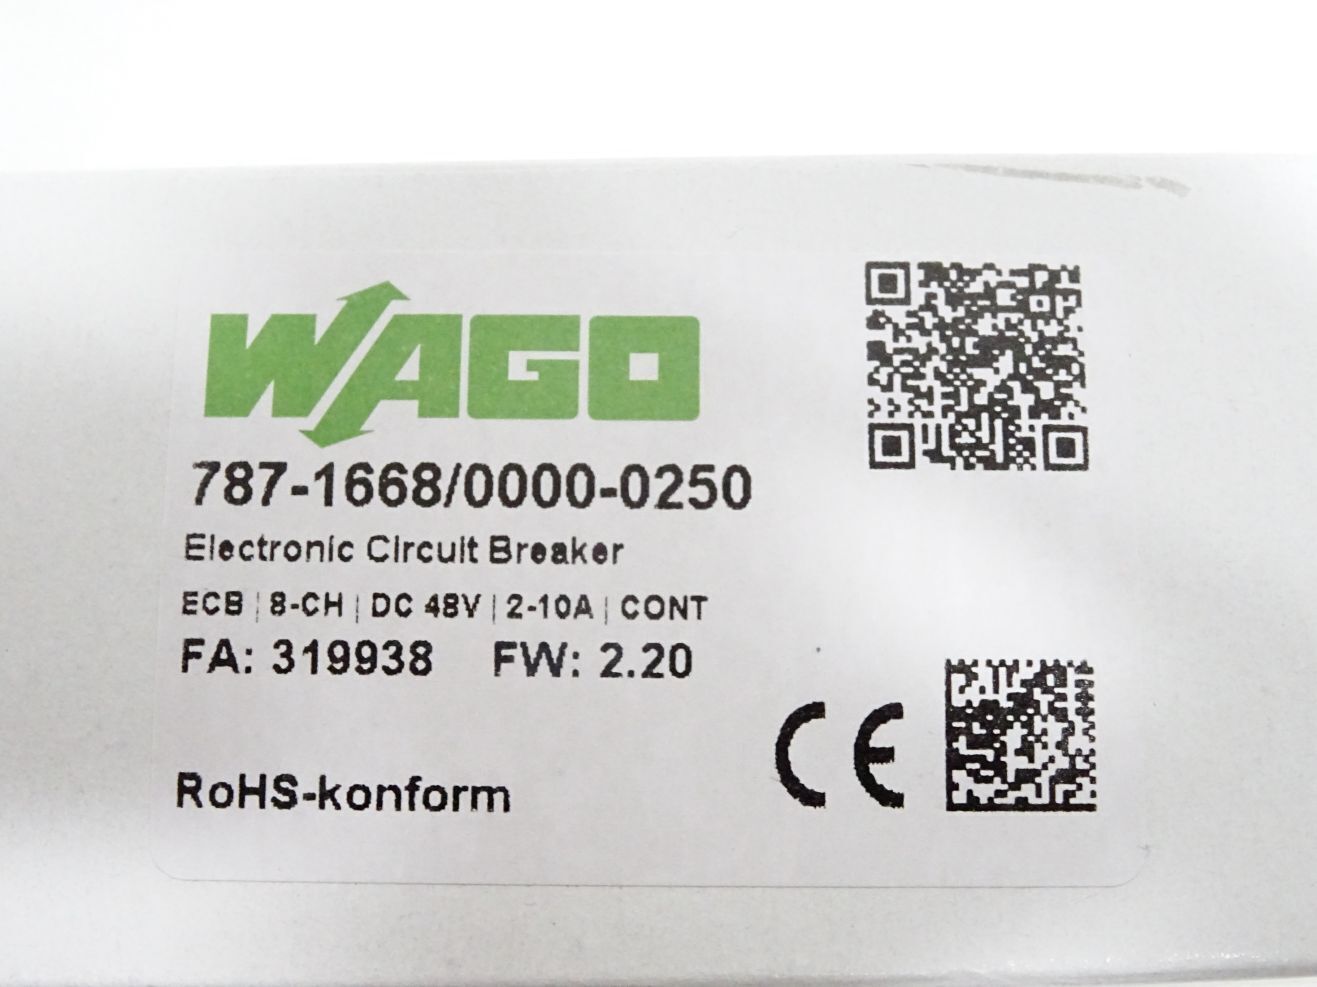 WAGO
787-1668/0000-0250
Electronic Circuit Breaker
ECB | 8-CH | DC 48V | 2-10A | CONT
FA: 319938 FW: 2.20
CE
RoHS-konform